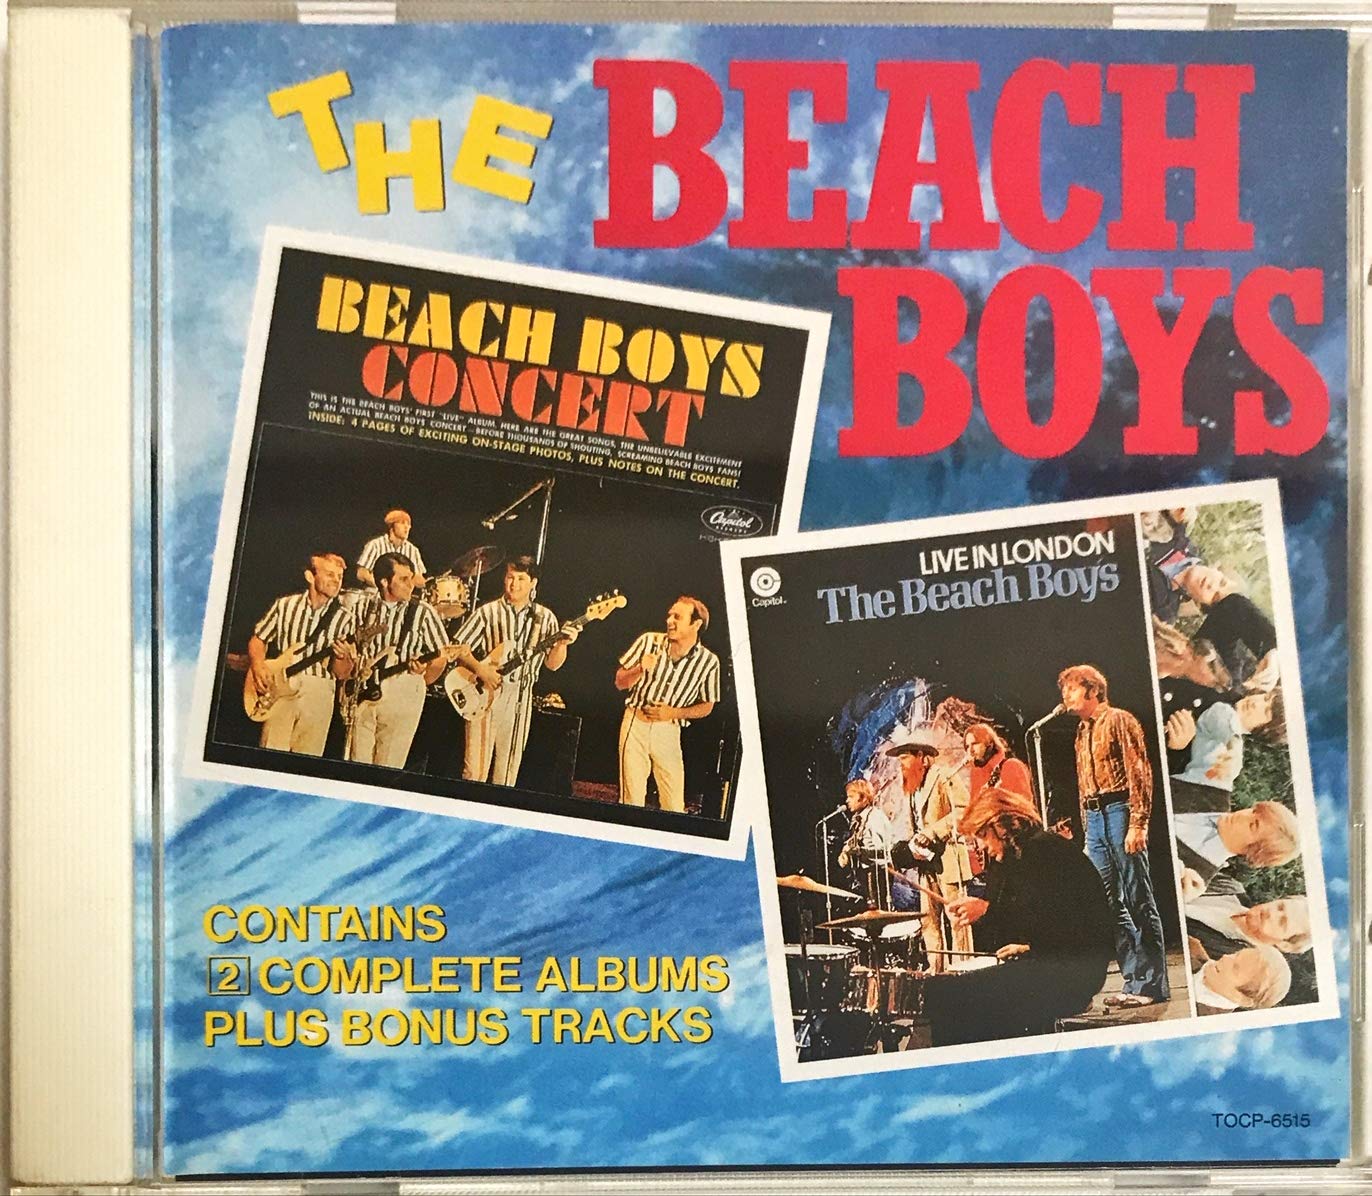 THE
BEACH
BOYS
BEACH BOYS
CONCERT
THIS IS THE BEACH BOYS' FIRST "LIVE" ALBUM. HERE ARE THE GREAT SONGS, THE UNBELIEVABLE EXCITEMENT
OF AN ACTUAL BEACH BOYS CONCERT—BEFORE THOUSANDS OF SHOUTING, SCREAMING BEACH BOYS FANS!
INSIDE: 4 PAGES OF EXCITING ON-STAGE PHOTOS, PLUS NOTES ON THE CONCERT.
Capitol
RECORDS
Capitol
LIVE IN LONDON
The Beach Boys
CONTAINS
2 COMPLETE ALBUMS
PLUS BONUS TRACKS
TOCP-6515